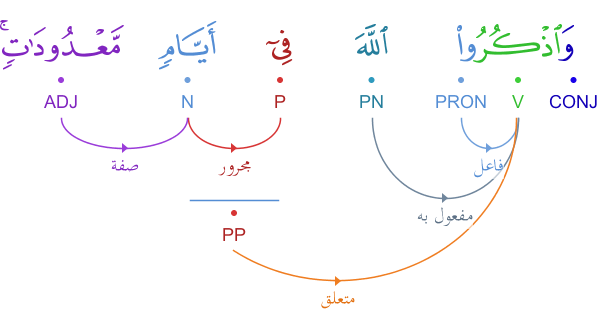 وَٱذْكُرُوا۟ ٱللَّهَ فِىٓ أَيَّامٍ مَّعْدُودَٰتٍ ۚ
CONJ V PRON PN P N ADJ
فاعل مجرور صفة
مفعول به
PP
متعلق